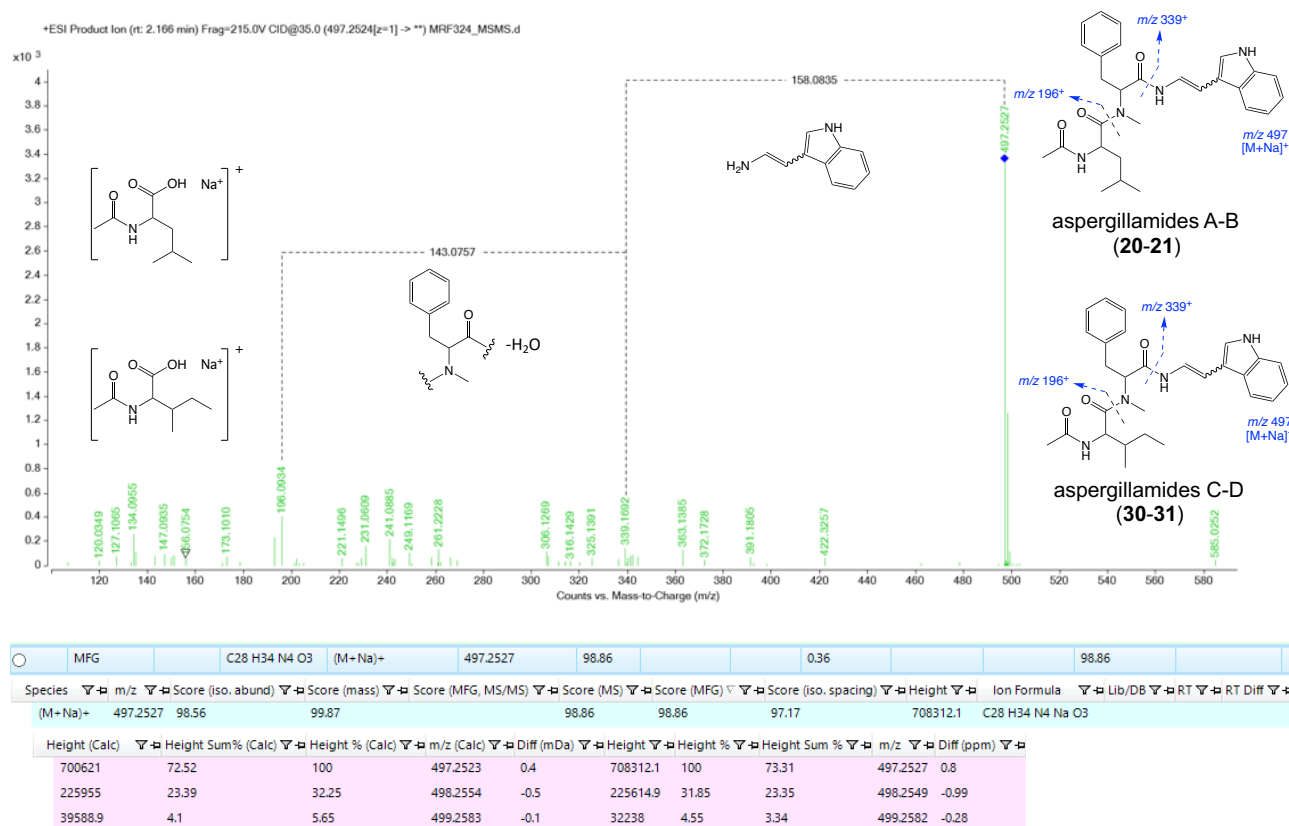 +ESI Product Ion (rt: 2.166 min) Frag=215.0V CID@35.0 (497.2524[z=1] -> **) MRF324_MSMS.d
x10 3
4
3.8
3.6
3.4
3.2
3
2.8
2.6
2.4
2.2
2
1.8
1.6
1.4
1.2
1
0.8
0.6
0.4
0.2
0
158.0835
143.0757
497.2527
O
OH
Na+
+
O
N
H
O
OH
Na+
+
O
N
H
O
N
-H2O
H2N
NH
m/z 339+
NH
O
N
H
m/z 196+
O
N
O
N
H
m/z 497
[M+Na]+
aspergillamides A-B
(20-21)
m/z 339+
NH
O
N
H
m/z 196+
O
N
O
N
H
m/z 497
[M+Na]
aspergillamides C-D
(30-31)
120.0349
127.1065
134.0955
147.0935
56.0754
173.1010
196.0934
221.1496
231.0609
241.0885
249.1169
261.2228
306.1269
316.1429
325.1391
339.1692
363.1385
372.1728
391.1805
422.3257
585.0252
120 140 160 180 200 220 240 260 280 300 320 340 360 380 400 420 440 460 480 500 520 540 560 580
Counts vs. Mass-to-Charge (m/z)
MFG C28 H34 N4 O3 (M+Na)+ 497.2527 98.86 0.36 98.86
Species m/z Score (iso. abund) Score (mass) Score (MFG, MS/MS) Score (MS) Score (MFG) Score (iso. spacing) Height Ion Formula Lib/DB RT RT Diff
(M+Na)+ 497.2527 98.56 99.87 98.86 98.86 97.17 708312.1 C28 H34 N4 Na O3
Height (Calc) Height Sum% (Calc) Height % (Calc) m/z (Calc) Diff (mDa) Height Height % Height Sum % m/z Diff (ppm)
700621 72.52 100 497.2523 0.4 708312.1 100 73.31 497.2527 0.8
225955 23.39 32.25 498.2554 -0.5 225614.9 31.85 23.35 498.2549 -0.99
39588.9 4.1 5.65 499.2583 -0.1 32238 4.55 3.34 499.2582 -0.28